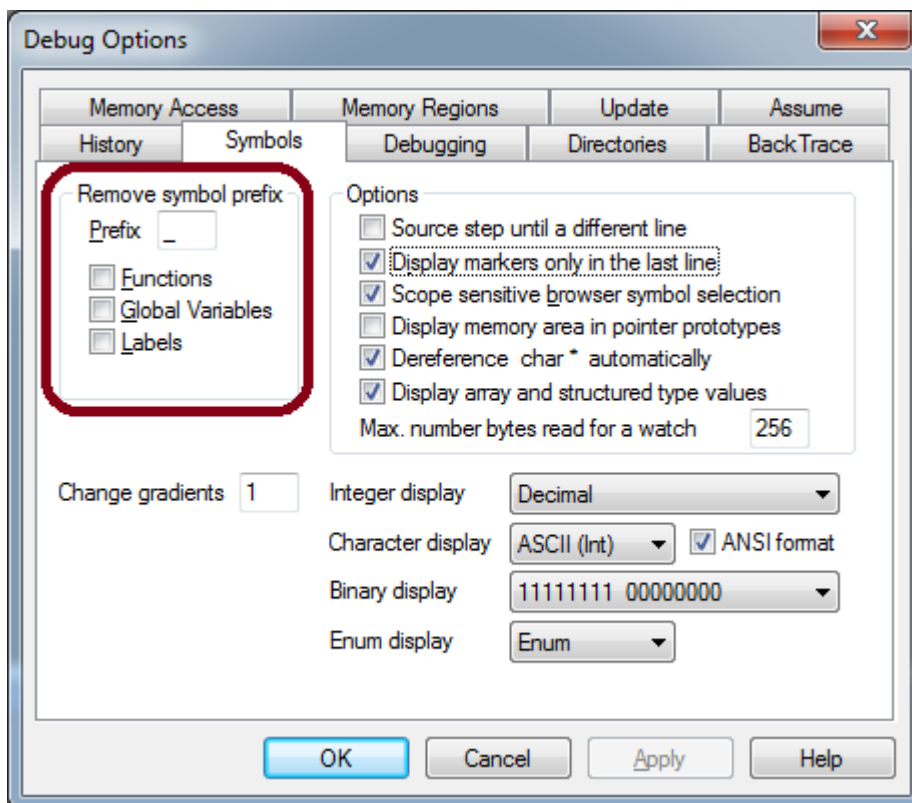 Debug Options
Memory Access
Memory Regions
Update
Assume
History
Symbols
Debugging
Directories
BackTrace
Remove symbol prefix
Prefix _
Functions
Global Variables
Labels
Options
Source step until a different line
Display markers only in the last line
Scope sensitive browser symbol selection
Display memory area in pointer prototypes
Dereference char * automatically
Display array and structured type values
Max. number bytes read for a watch 256
Change gradients 1
Integer display Decimal
Character display ASCII (Int) ANSI format
Binary display 11111111 00000000
Enum display Enum
OK
Cancel
Apply
Help